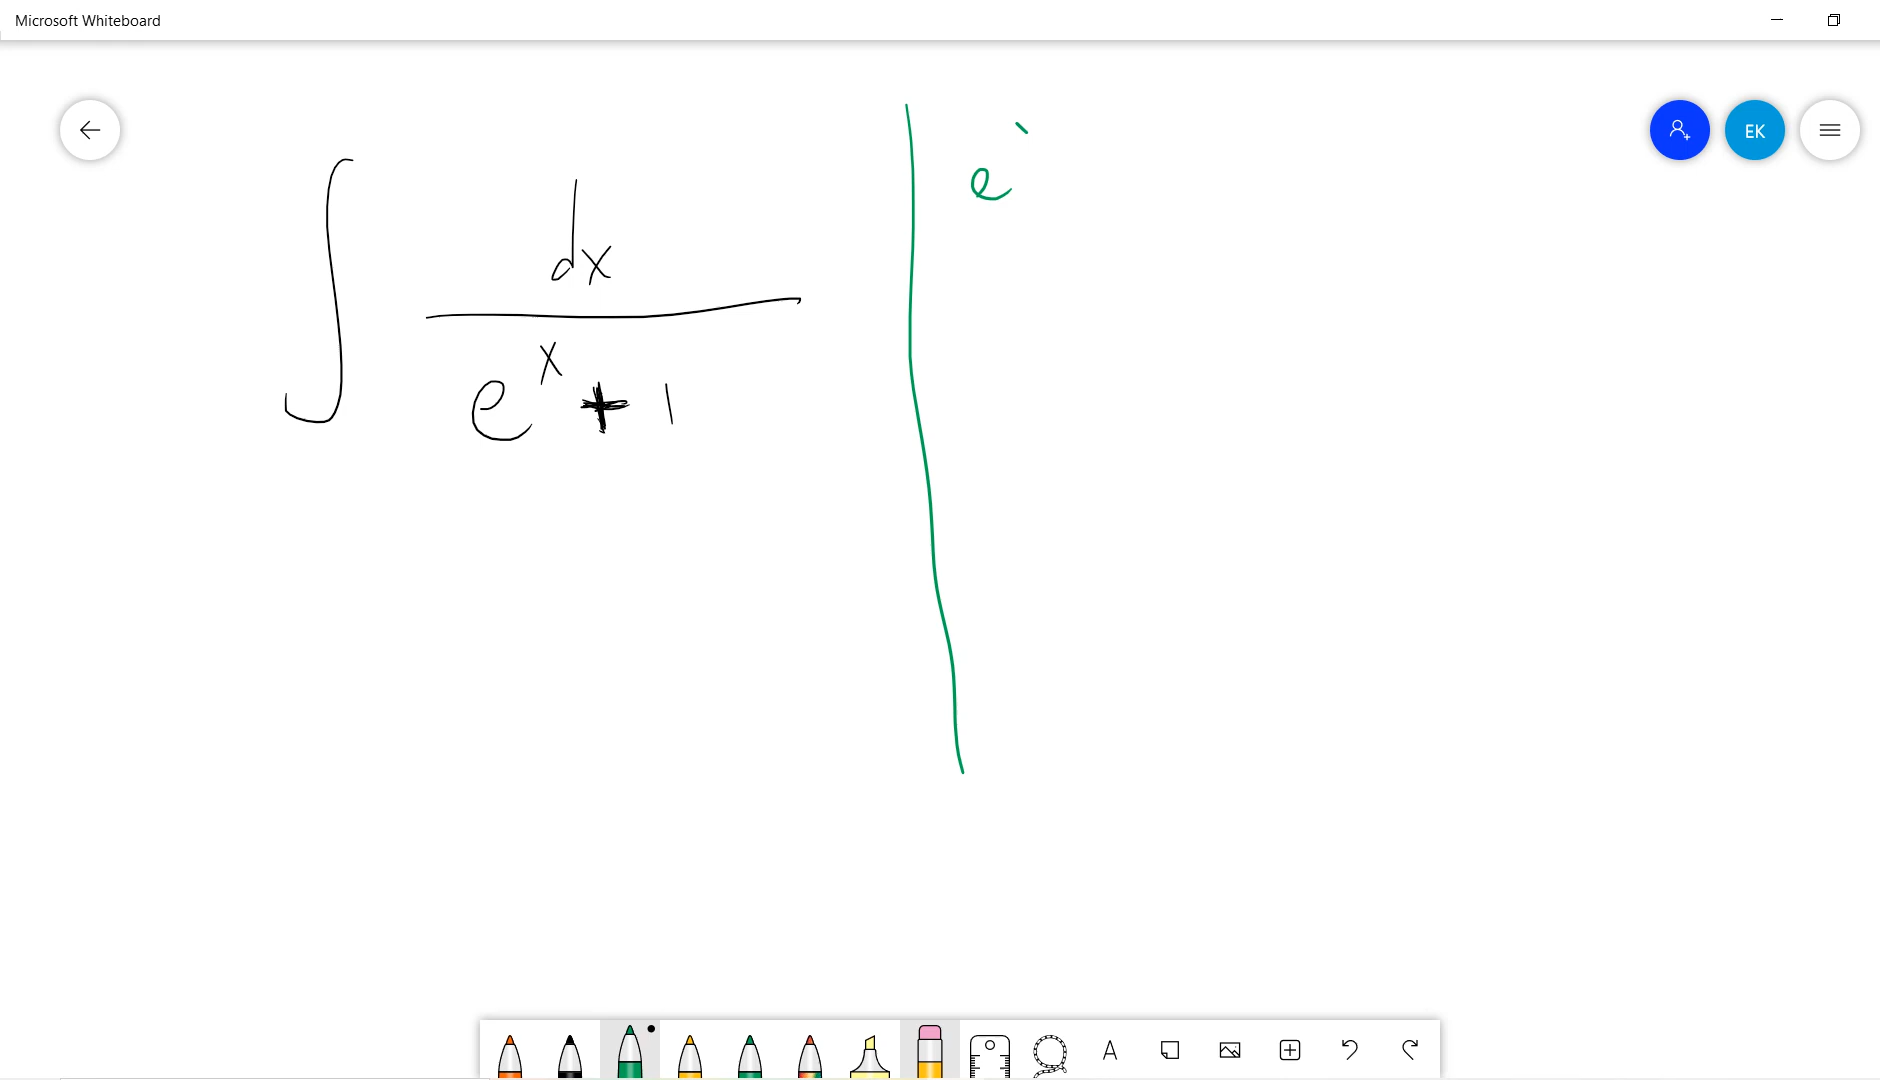 Microsoft Whiteboard
EK
∫ dx
e^x + 1
e
A